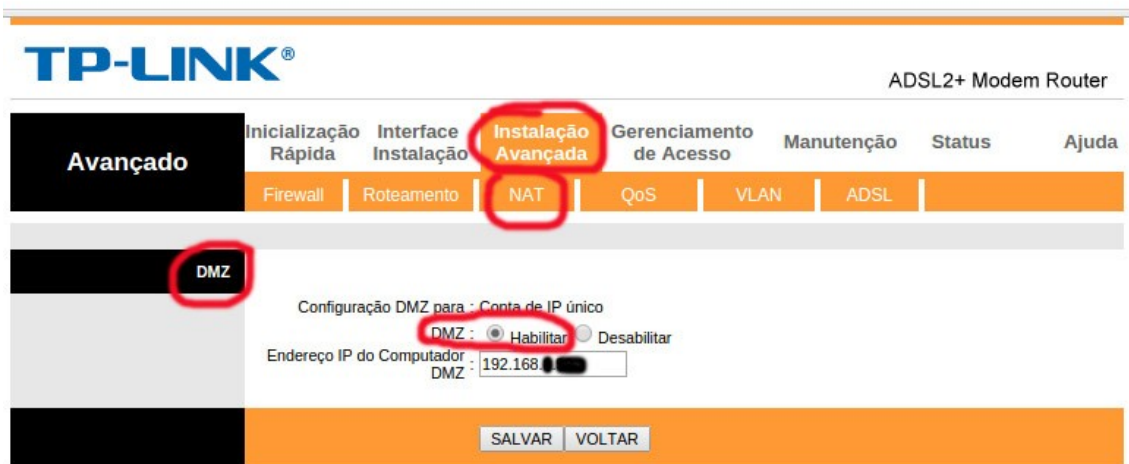 TP-LINK®
ADSL2+ Modem Router
Avançado
Inicialização Rápida
Interface Instalação
Instalação Avançada
Gerenciamento de Acesso
Manutenção
Status
Ajuda
Firewall
Roteamento
NAT
QoS
VLAN
ADSL
DMZ
Configuração DMZ para : Conta de IP único
DMZ : Habilitar Desabilitar
Endereço IP do Computador DMZ : 192.168.
SALVAR
VOLTAR